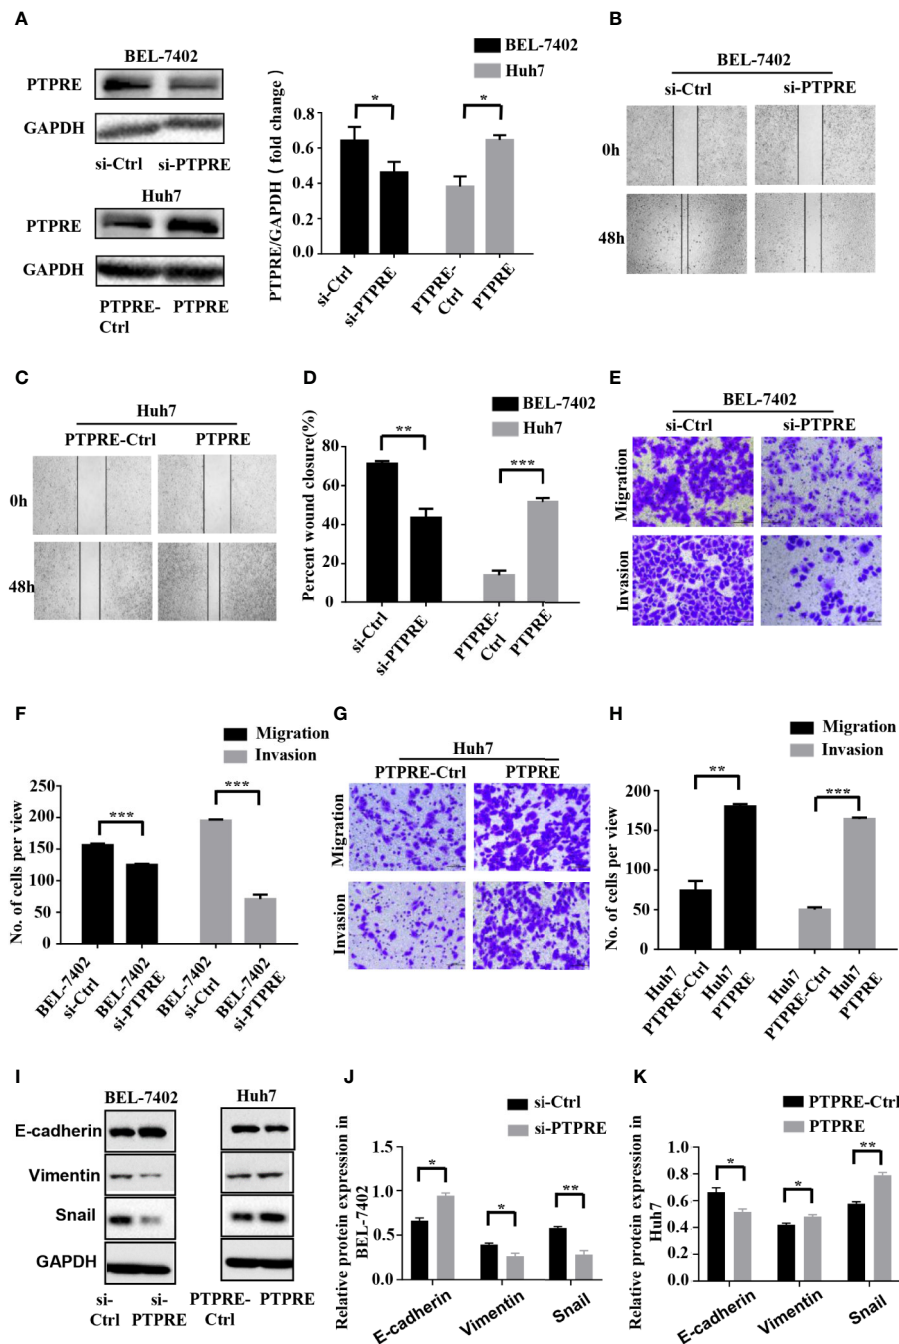 A
BEL-7402
PTPRE
GAPDH
si-Ctrl si-PTPRE
Huh7
PTPRE
GAPDH
PTPRE-Ctrl PTPRE
BEL-7402
Huh7
PTPRE/GAPDH ( fold change )
0.8
0.6
0.4
0.2
0.0
* *
si-Ctrl
si-PTPRE
PTPRE-Ctrl
PTPRE
B
BEL-7402
si-Ctrl si-PTPRE
0h
48h
C
Huh7
PTPRE-Ctrl PTPRE
0h
48h
D
BEL-7402
Huh7
Percent wound closure(%)
80
60
40
20
0
** ***
si-Ctrl
si-PTPRE
PTPRE-Ctrl
PTPRE
E
BEL-7402
si-Ctrl si-PTPRE
Migration
Invasion
F
Migration
Invasion
No. of cells per view
250
200
150
100
50
0
*** ***
BEL-7402 si-Ctrl
BEL-7402 si-PTPRE
BEL-7402 si-Ctrl
BEL-7402 si-PTPRE
G
Huh7
PTPRE-Ctrl PTPRE
Migration
Invasion
H
Migration
Invasion
No. of cells per view
200
150
100
50
0
** ***
Huh7 PTPRE-Ctrl
Huh7 PTPRE
Huh7 PTPRE-Ctrl
Huh7 PTPRE
I
BEL-7402 Huh7
E-cadherin
Vimentin
Snail
GAPDH
si-Ctrl si-PTPRE PTPRE-Ctrl PTPRE
J
si-Ctrl
si-PTPRE
Relative protein expression in BEL-7402
1.5
1.0
0.5
0.0
* * **
E-cadherin
Vimentin
Snail
K
PTPRE-Ctrl
PTPRE
Relative protein expression in Huh7
1.0
0.8
0.6
0.4
0.2
0.0
* * **
E-cadherin
Vimentin
Snail